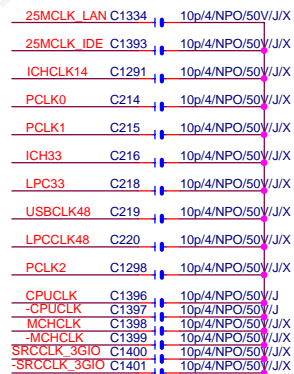 25MCLK_LAN C1334 10p/4/NPO/50V/J/X
25MCLK_IDE C1393 10p/4/NPO/50V/J/X
ICHCLK14 C1291 10p/4/NPO/50V/J/X
PCLK0 C214 10p/4/NPO/50V/J/X
PCLK1 C215 10p/4/NPO/50V/J/X
ICH33 C216 10p/4/NPO/50V/J/X
LPC33 C218 10p/4/NPO/50V/J/X
USBCLK48 C219 10p/4/NPO/50V/J/X
LPCCLK48 C220 10p/4/NPO/50V/J/X
PCLK2 C1298 10p/4/NPO/50V/J/X
CPUCLK C1396 10p/4/NPO/50V/J
-CPUCLK C1397 10p/4/NPO/50V/J
MCHCLK C1398 10p/4/NPO/50V/J/X
-MCHCLK C1399 10p/4/NPO/50V/J/X
SRCCLK_3GIO C1400 10p/4/NPO/50V/J/X
-SRCCLK_3GIO C1401 10p/4/NPO/50V/J/X